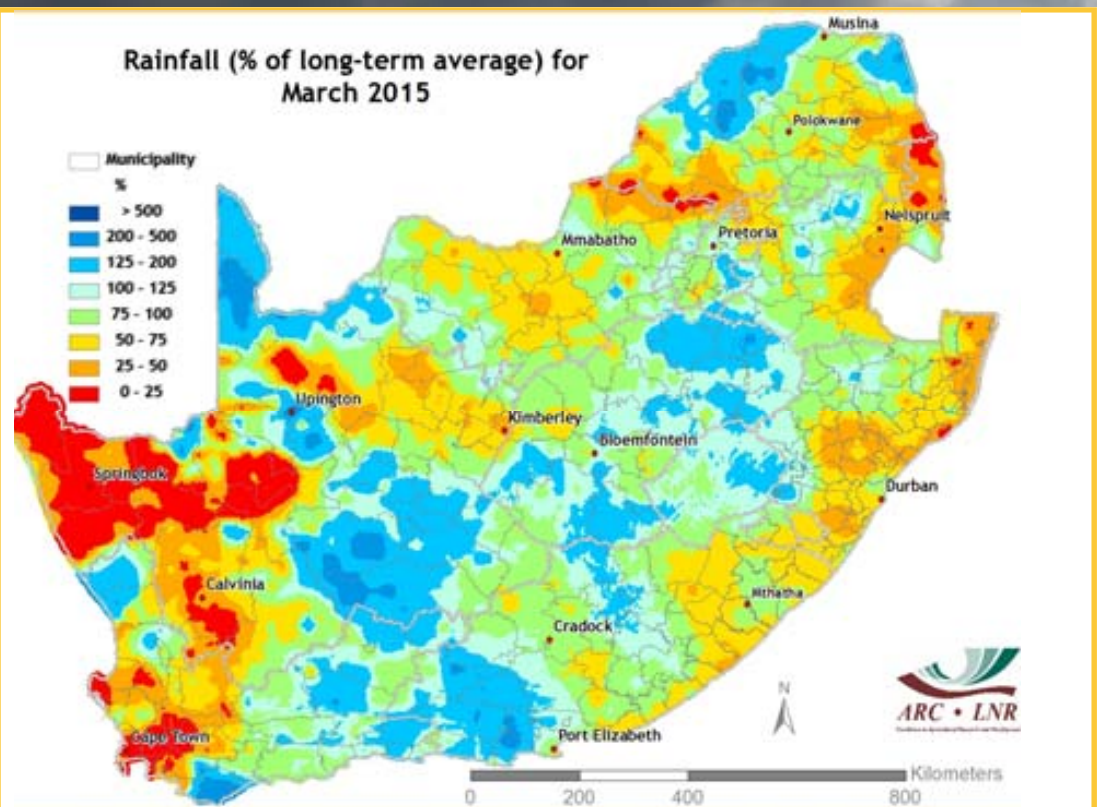 Rainfall (% of long-term average) for
March 2015
Municipality
%
> 500
200 - 500
125 - 200
100 - 125
75 - 100
50 - 75
25 - 50
0 - 25
Musina
Polokwane
Nelspruit
Mmabatho
Pretoria
Upington
Kimberley
Bloemfontein
Springbok
Durban
Calvinia
Mthatha
Cradock
Cape Town
Port Elizabeth
N
ARC • LNR
Kilometers
0 200 400 800